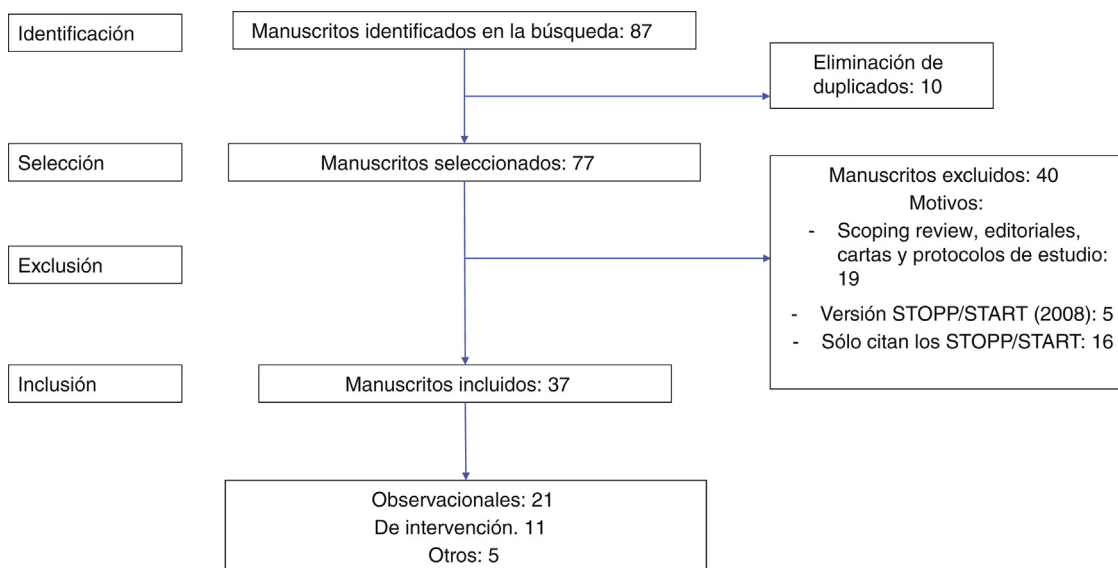 Identificación
Manuscritos identificados en la búsqueda: 87
Eliminación de
duplicados: 10
Selección
Manuscritos seleccionados: 77
Manuscritos excluidos: 40
Motivos:
- Scoping review, editoriales,
cartas y protocolos de estudio:
19
- Versión STOPP/START (2008): 5
- Sólo citan los STOPP/START: 16
Exclusión
Inclusión
Manuscritos incluidos: 37
Observacionales: 21
De intervención. 11
Otros: 5